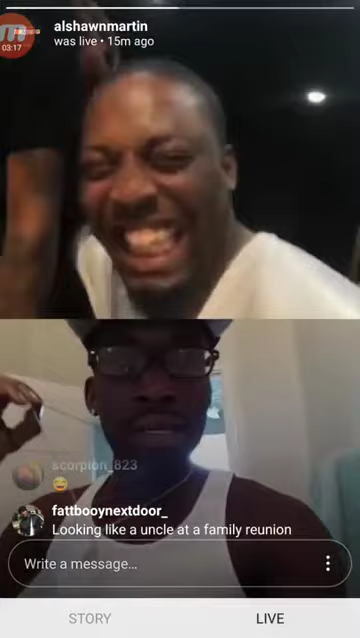 alshawnmartin
was live • 15m ago
03:17
scorpion_823
😂
fattbooynextdoor_
Looking like a uncle at a family reunion
Write a message...
STORY
LIVE